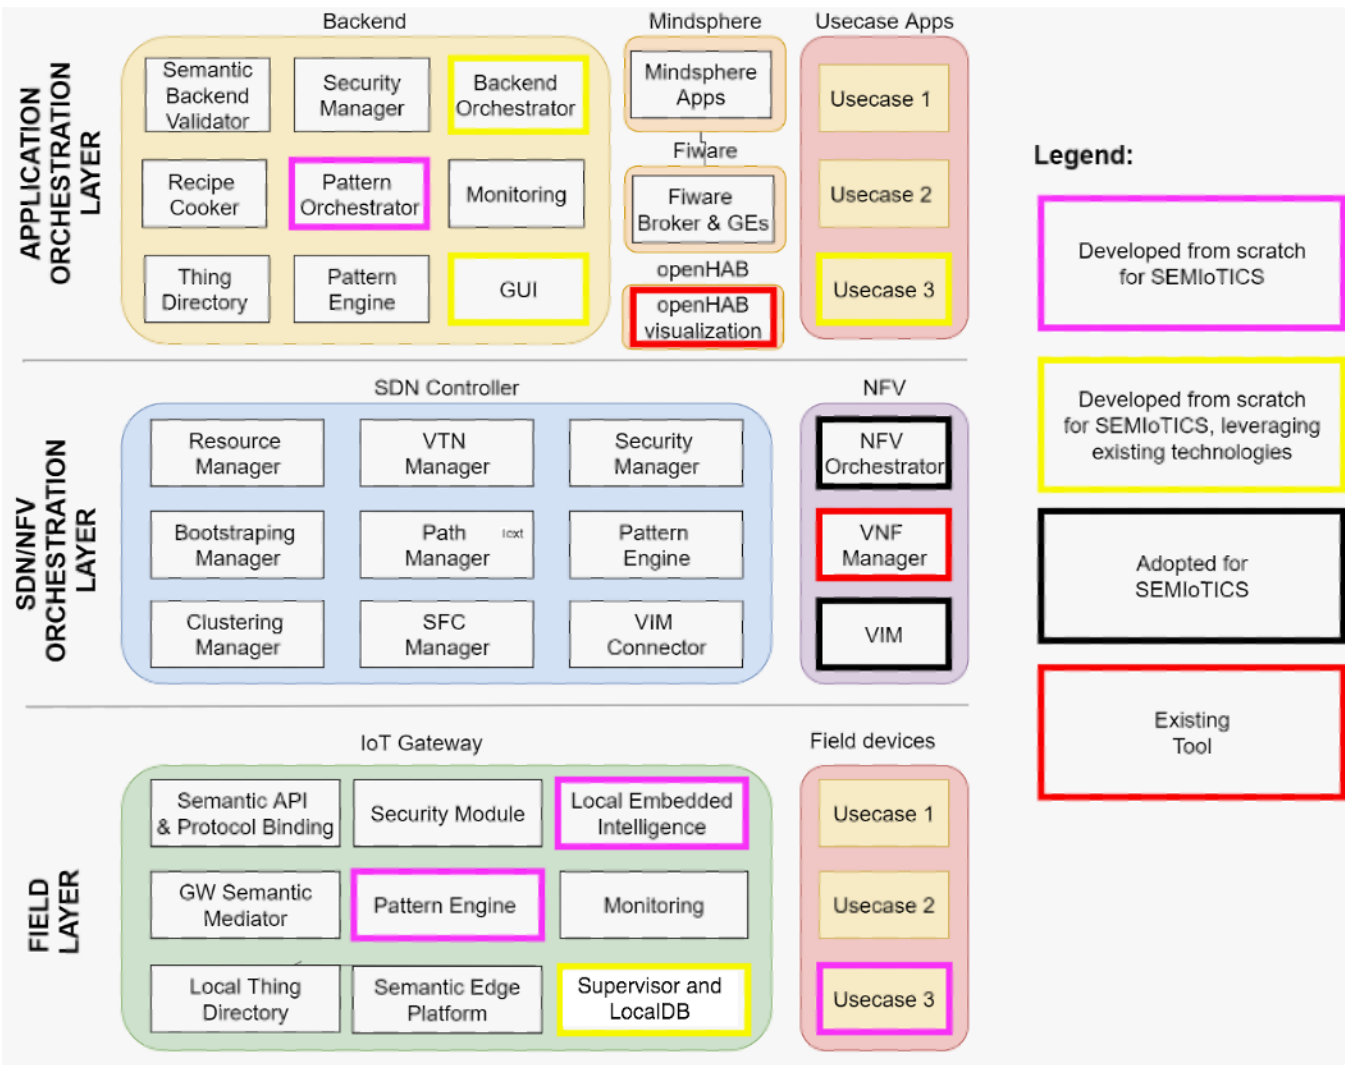 Backend
Mindsphere
Usecase Apps
APPLICATION
ORCHESTRATION
LAYER
Semantic
Backend
Validator
Security
Manager
Backend
Orchestrator
Mindsphere
Apps
Usecase 1
Recipe
Cooker
Pattern
Orchestrator
Monitoring
Fiware
Fiware
Broker & GEs
Usecase 2
Thing
Directory
Pattern
Engine
GUI
openHAB
openHAB
visualization
Usecase 3
SDN Controller
NFV
SDN/NFV
ORCHESTRATION
LAYER
Resource
Manager
VTN
Manager
Security
Manager
NFV
Orchestrator
Bootstraping
Manager
Path
Manager
Text
Pattern
Engine
VNF
Manager
Clustering
Manager
SFC
Manager
VIM
Connector
VIM
IoT Gateway
Field devices
FIELD
LAYER
Semantic API
& Protocol Binding
Security Module
Local Embedded
Intelligence
Usecase 1
GW Semantic
Mediator
Pattern Engine
Monitoring
Usecase 2
Local Thing
Directory
Semantic Edge
Platform
Supervisor and
LocalDB
Usecase 3
Legend:
Developed from scratch
for SEMIoTICS
Developed from scratch
for SEMIoTICS, leveraging
existing technologies
Adopted for
SEMIoTICS
Existing
Tool